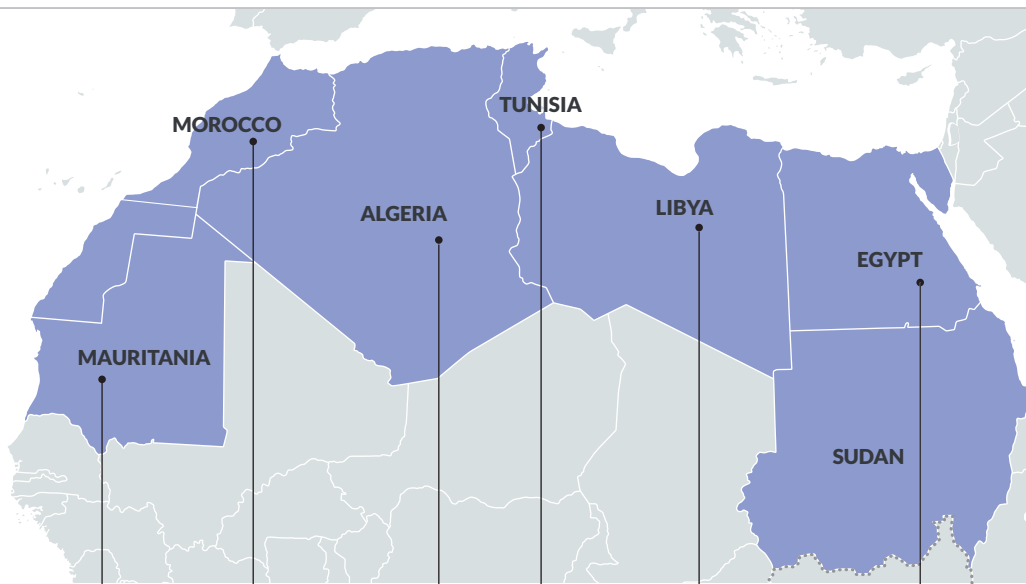 TUNISIA
MOROCCO
ALGERIA
LIBYA
EGYPT
MAURITANIA
SUDAN